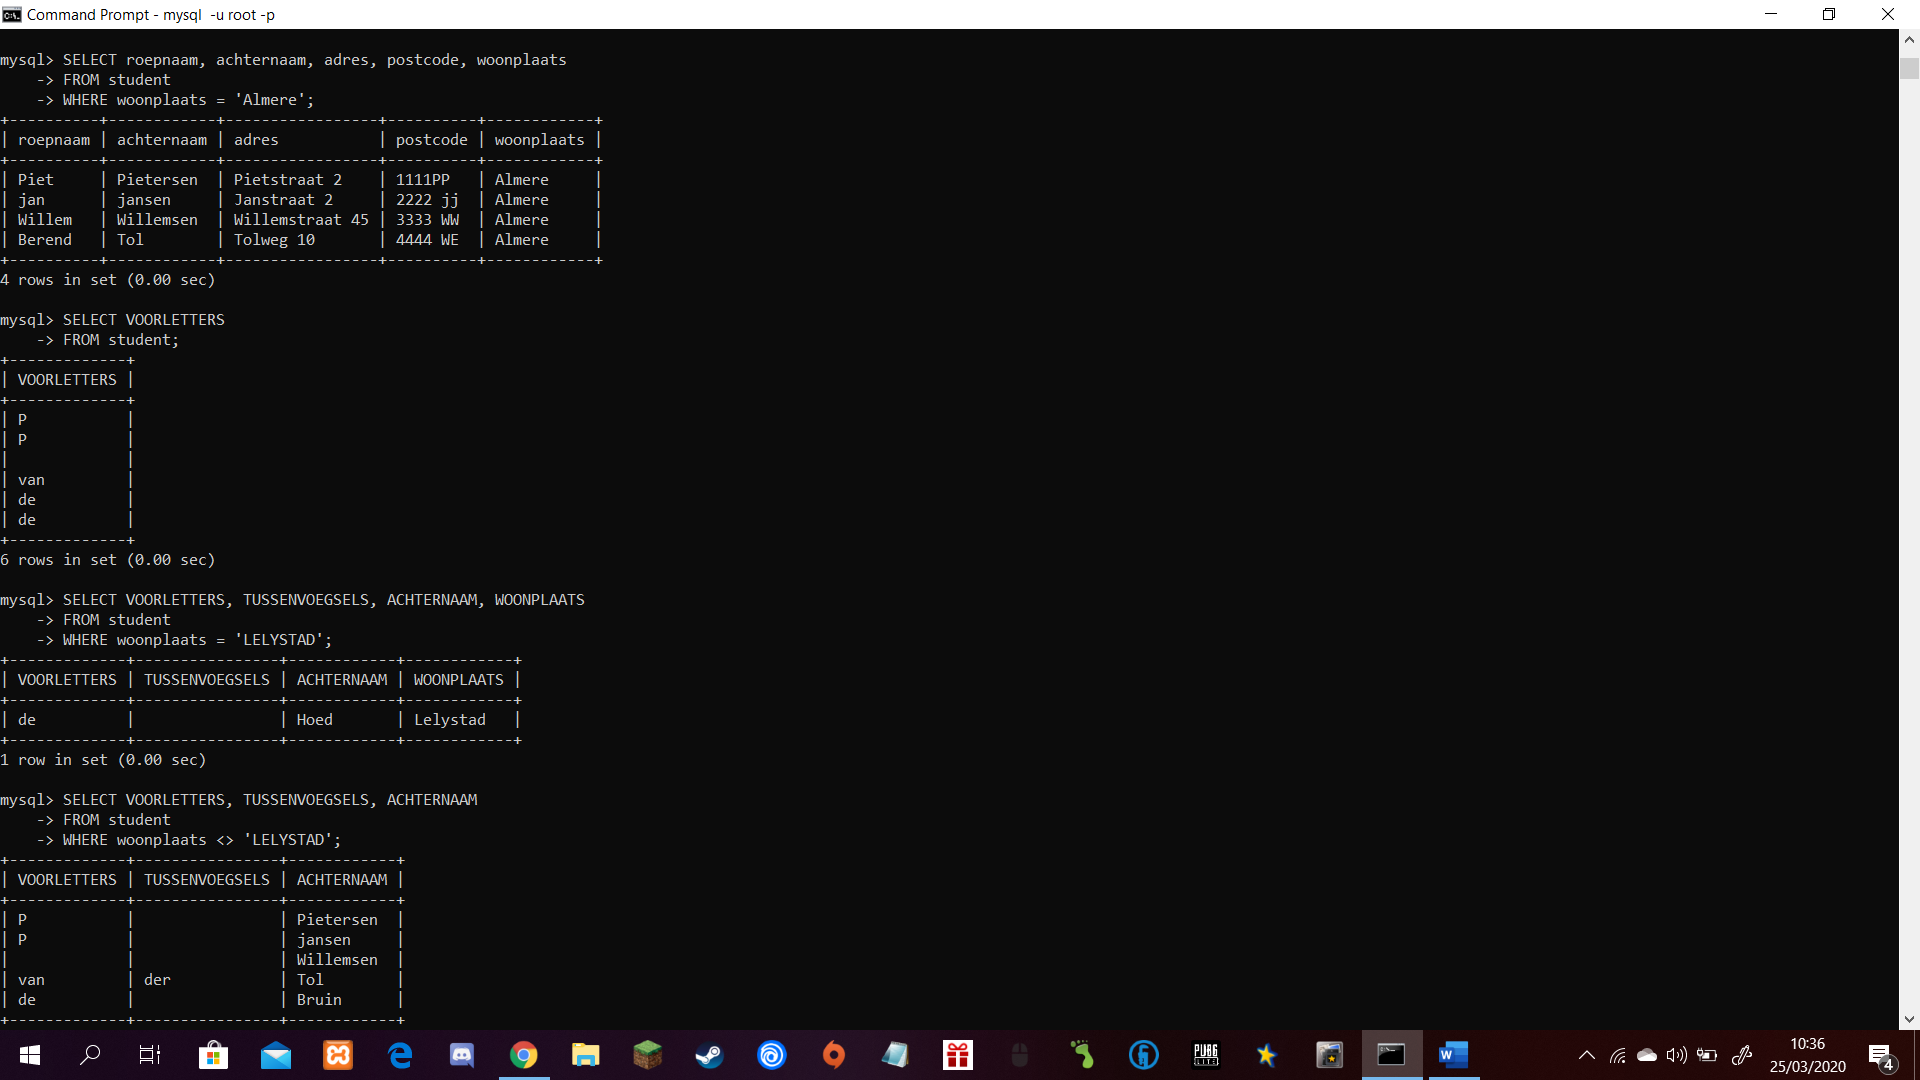 Command Prompt - mysql  -u root -p
mysql> SELECT roepnaam, achternaam, adres, postcode, woonplaats
    -> FROM student
    -> WHERE woonplaats = 'Almere';
+----------+------------+-----------------+----------+------------+
| roepnaam | achternaam | adres           | postcode | woonplaats |
+----------+------------+-----------------+----------+------------+
| Piet     | Pietersen  | Pietstraat 2    | 1111PP   | Almere     |
| jan      | jansen     | Janstraat 2     | 2222 jj  | Almere     |
| Willem   | Willemsen  | Willemstraat 45 | 3333 WW  | Almere     |
| Berend   | Tol        | Tolweg 10       | 4444 WE  | Almere     |
+----------+------------+-----------------+----------+------------+
4 rows in set (0.00 sec)
mysql> SELECT VOORLETTERS
    -> FROM student;
+-------------+
| VOORLETTERS |
+-------------+
| P           |
| P           |
|             |
| van         |
| de          |
| de          |
+-------------+
6 rows in set (0.00 sec)
mysql> SELECT VOORLETTERS, TUSSENVOEGSELS, ACHTERNAAM, WOONPLAATS
    -> FROM student
    -> WHERE woonplaats = 'LELYSTAD';
+-------------+----------------+------------+------------+
| VOORLETTERS | TUSSENVOEGSELS | ACHTERNAAM | WOONPLAATS |
+-------------+----------------+------------+------------+
| de          |                | Hoed       | Lelystad   |
+-------------+----------------+------------+------------+
1 row in set (0.00 sec)
mysql> SELECT VOORLETTERS, TUSSENVOEGSELS, ACHTERNAAM
    -> FROM student
    -> WHERE woonplaats <> 'LELYSTAD';
+-------------+----------------+------------+
| VOORLETTERS | TUSSENVOEGSELS | ACHTERNAAM |
+-------------+----------------+------------+
| P           |                | Pietersen  |
| P           |                | jansen     |
|             |                | Willemsen  |
| van         | der            | Tol        |
| de          |                | Bruin      |
+-------------+----------------+------------+
PUBG
LITE
W
10:36
25/03/2020
4